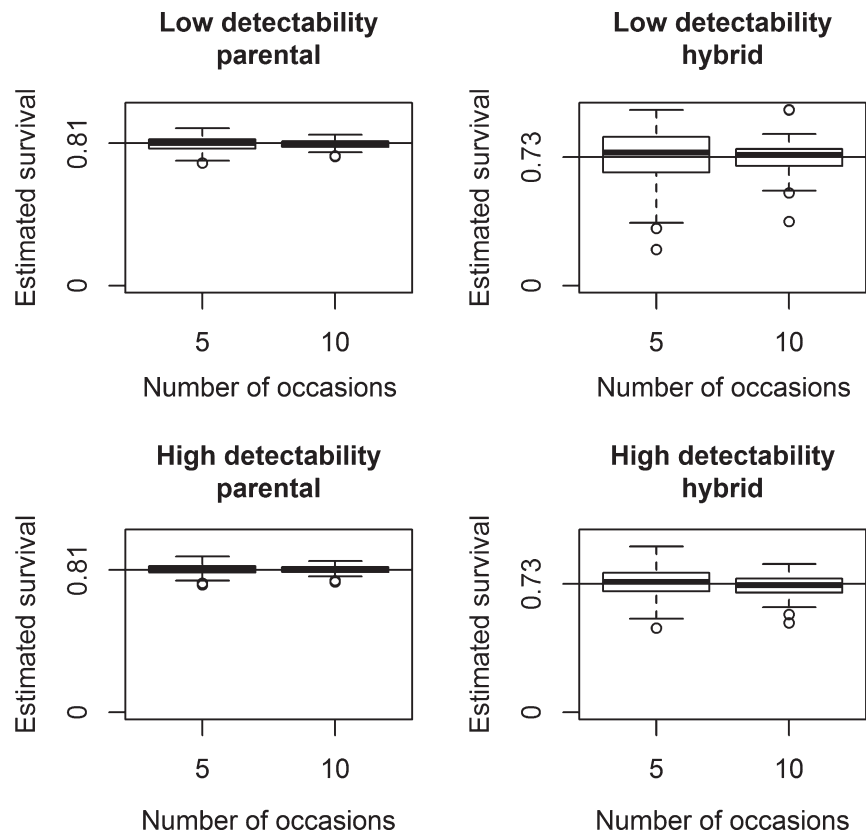 Low detectability
parental
Estimated survival
0.81
0
5 10
Number of occasions
Low detectability
hybrid
Estimated survival
0.73
0
5 10
Number of occasions
High detectability
parental
Estimated survival
0.81
0
5 10
Number of occasions
High detectability
hybrid
Estimated survival
0.73
0
5 10
Number of occasions